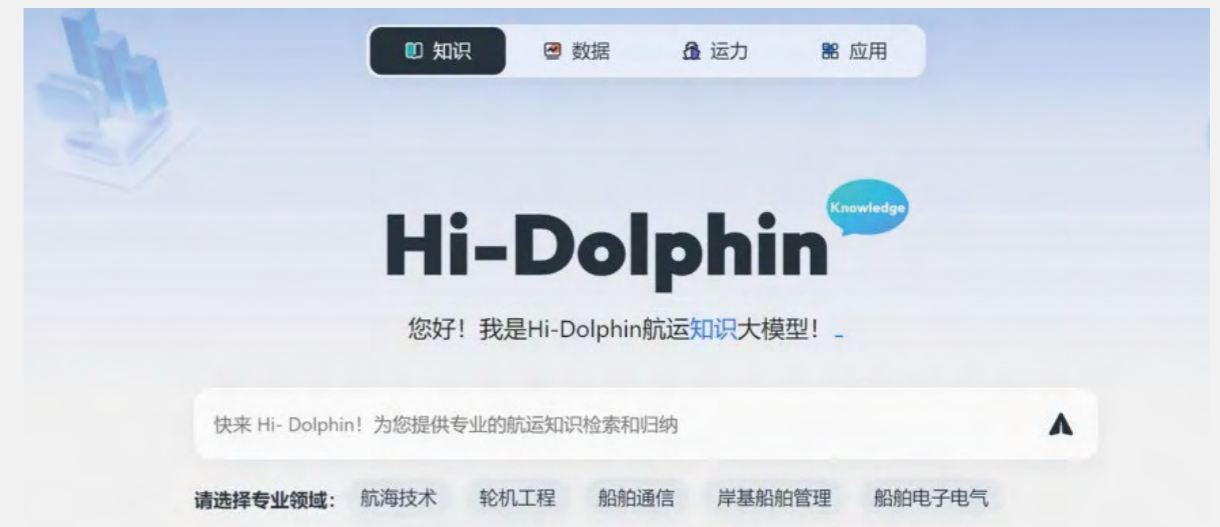 知识 数据 运力 应用
Knowledge
Hi-Dolphin
您好！我是Hi-Dolphin航运知识大模型！_
快来 Hi- Dolphin！为您提供专业的航运知识检索和归纳
请选择专业领域： 航海技术 轮机工程 船舶通信 岸基船舶管理 船舶电子电气